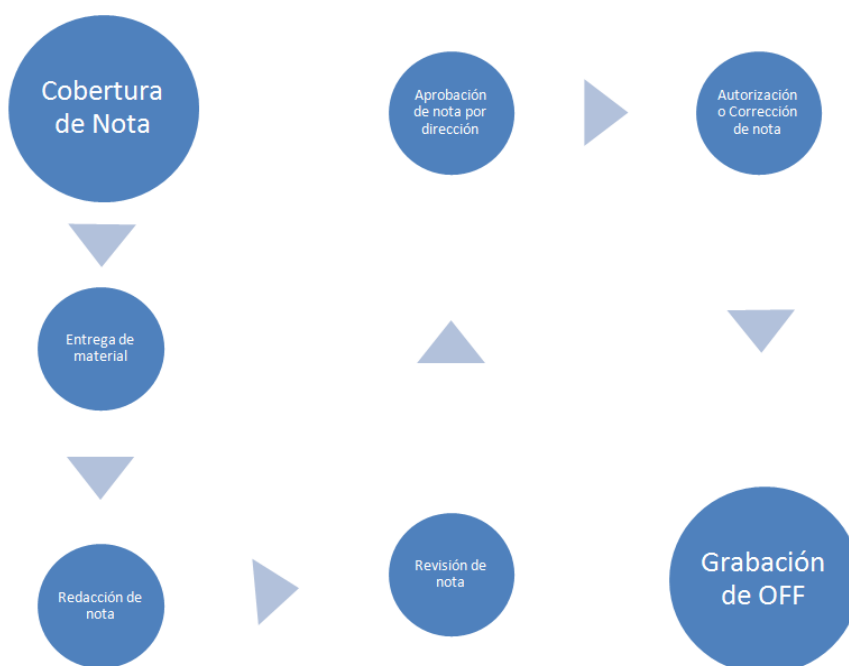 Cobertura
de Nota
Entrega de
material
Redacción de
nota
Revisión de
nota
Aprobación
de nota por
dirección
Autorización
o Corrección
de nota
Grabación
de OFF